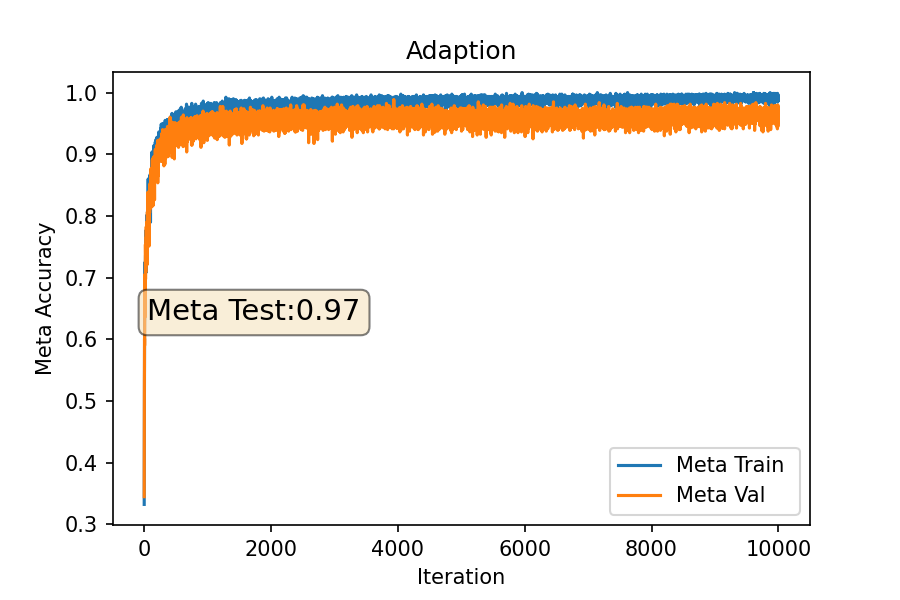 Adaption
1.0
0.9
0.8
0.7
0.6
0.5
0.4
0.3
Meta Accuracy
Meta Test:0.97
Meta Train
Meta Val
0 2000 4000 6000 8000 10000
Iteration